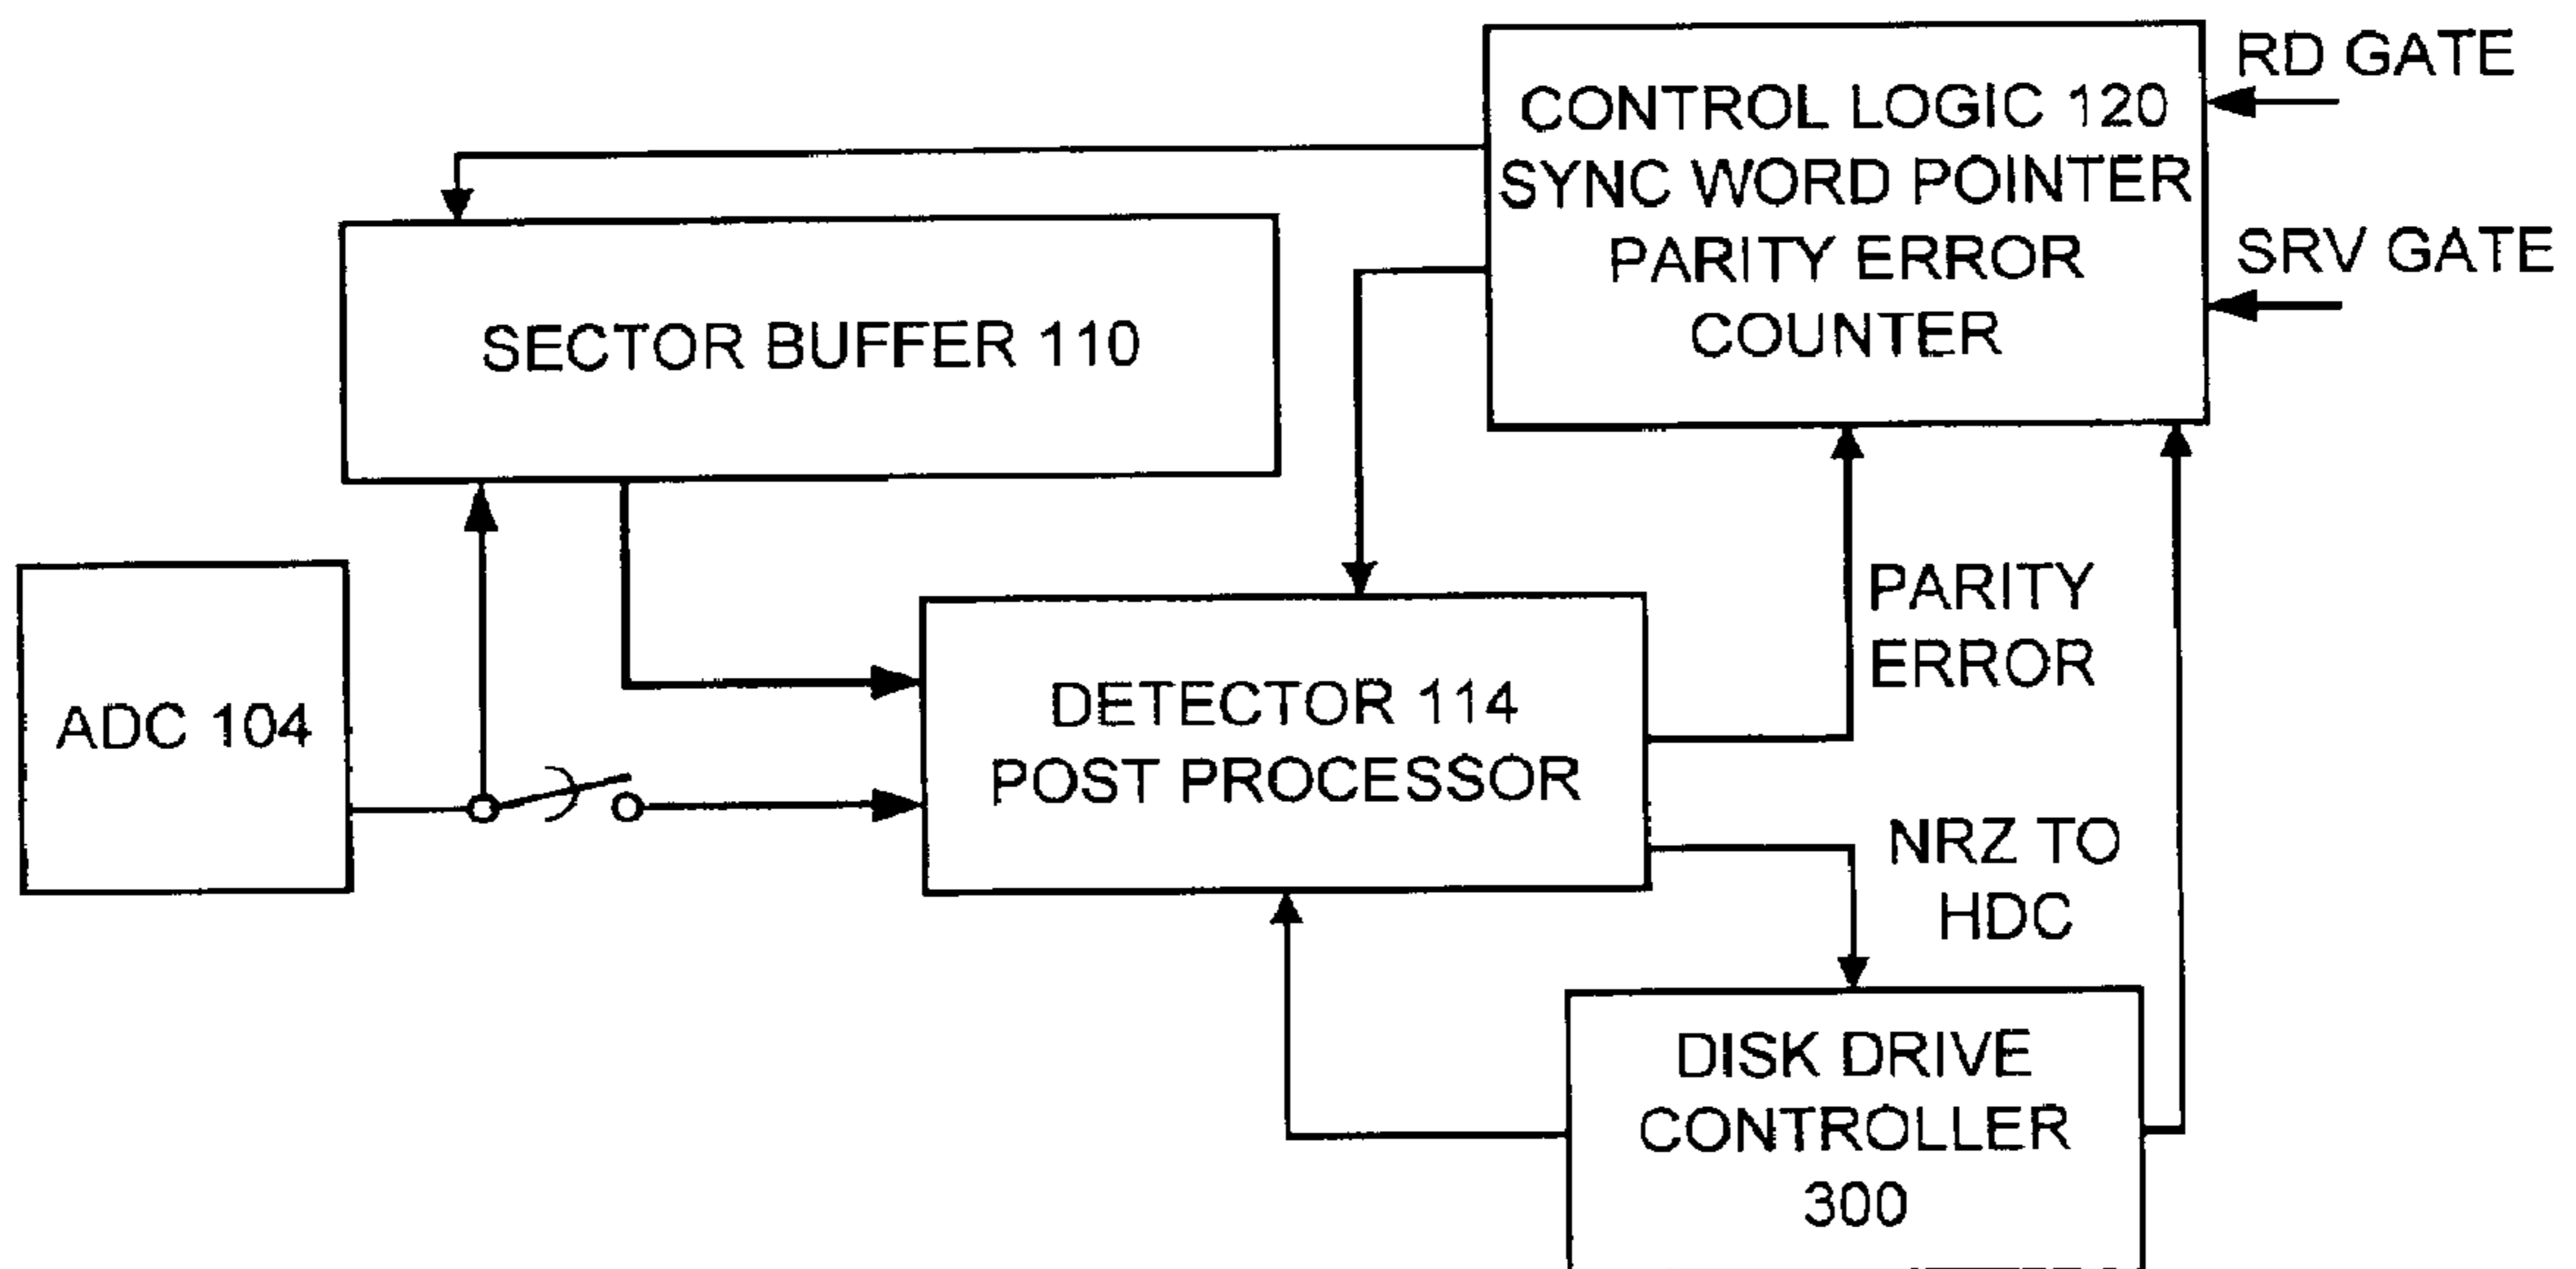 RD GATE
CONTROL LOGIC 120
SYNC WORD POINTER
PARITY ERROR
COUNTER
SRV GATE
SECTOR BUFFER 110
ADC 104
DETECTOR 114
POST PROCESSOR
PARITY
ERROR
NRZ TO
HDC
DISK DRIVE
CONTROLLER
300